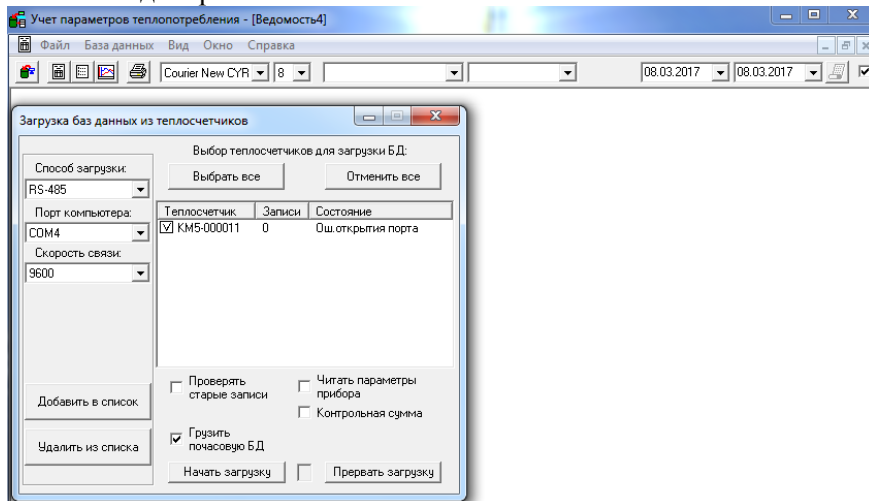 Учет параметров теплопотребления - [Ведомость4]
Файл База данных Вид Окно Справка
Courier New CYR 8 08.03.2017 08.03.2017
Загрузка баз данных из теплосчетчиков
Выбор теплосчетчиков для загрузки БД:
Способ загрузки:
Выбрать все Отменить все
RS-485
Порт компьютера:
Теплосчетчик Записи Состояние
COM4
КМ5-000011 0 Ош.открытия порта
Скорость связи:
9600
Проверять
старые записи
Читать параметры
прибора
Добавить в список
Контрольная сумма
Грузить
почасовую БД
Удалить из списка
Начать загрузку Прервать загрузку